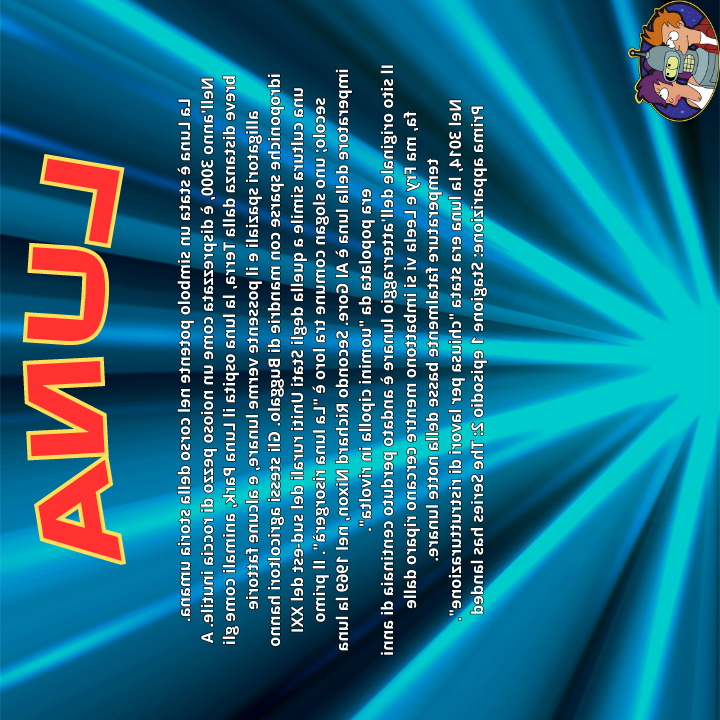 LUNA
La Luna è stata un simbolo potente nel corso della storia umana.
Nell'anno 3000, è disprezzata come un noioso pezzo di roccia inutile. A
breve distanza dalla Terra, la luna ospita il Luna Park, animali come gli
alligatori spaziali e il possente verme lunare, e alcune fattorie
idroponiche sparse con mandrie di Buggalo. Gli stessi agricoltori hanno
una cultura simile a quella degli Stati Uniti rurali del sud-est del XXI
secolo; uno slogan comune tra loro é "La luna risorgerá". Il primo
imperatore della luna è Al Gore. Secondo Richard Nixon, nel 1969 la luna
era popolata da "uomini cipolla in rivolta".
Il sito originale dell'atterraggio lunare è andato perduto centinaia di anni
fa, ma Fry e Leela vi si imbattono mentre cercano riparo dalle
temperature fatalmente basse della notte lunare.
Nel 3014, la luna era stata "chiusa per lavori di ristrutturazione".
Prima apparizione: Stagione 1 episodio 2: The Series has landed